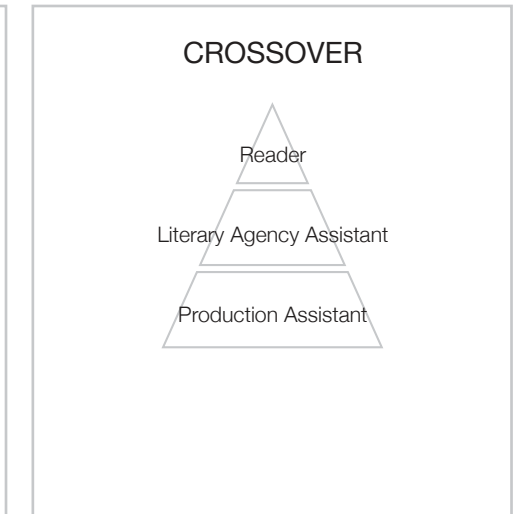 CROSSOVER
Reader
Literary Agency Assistant
Production Assistant